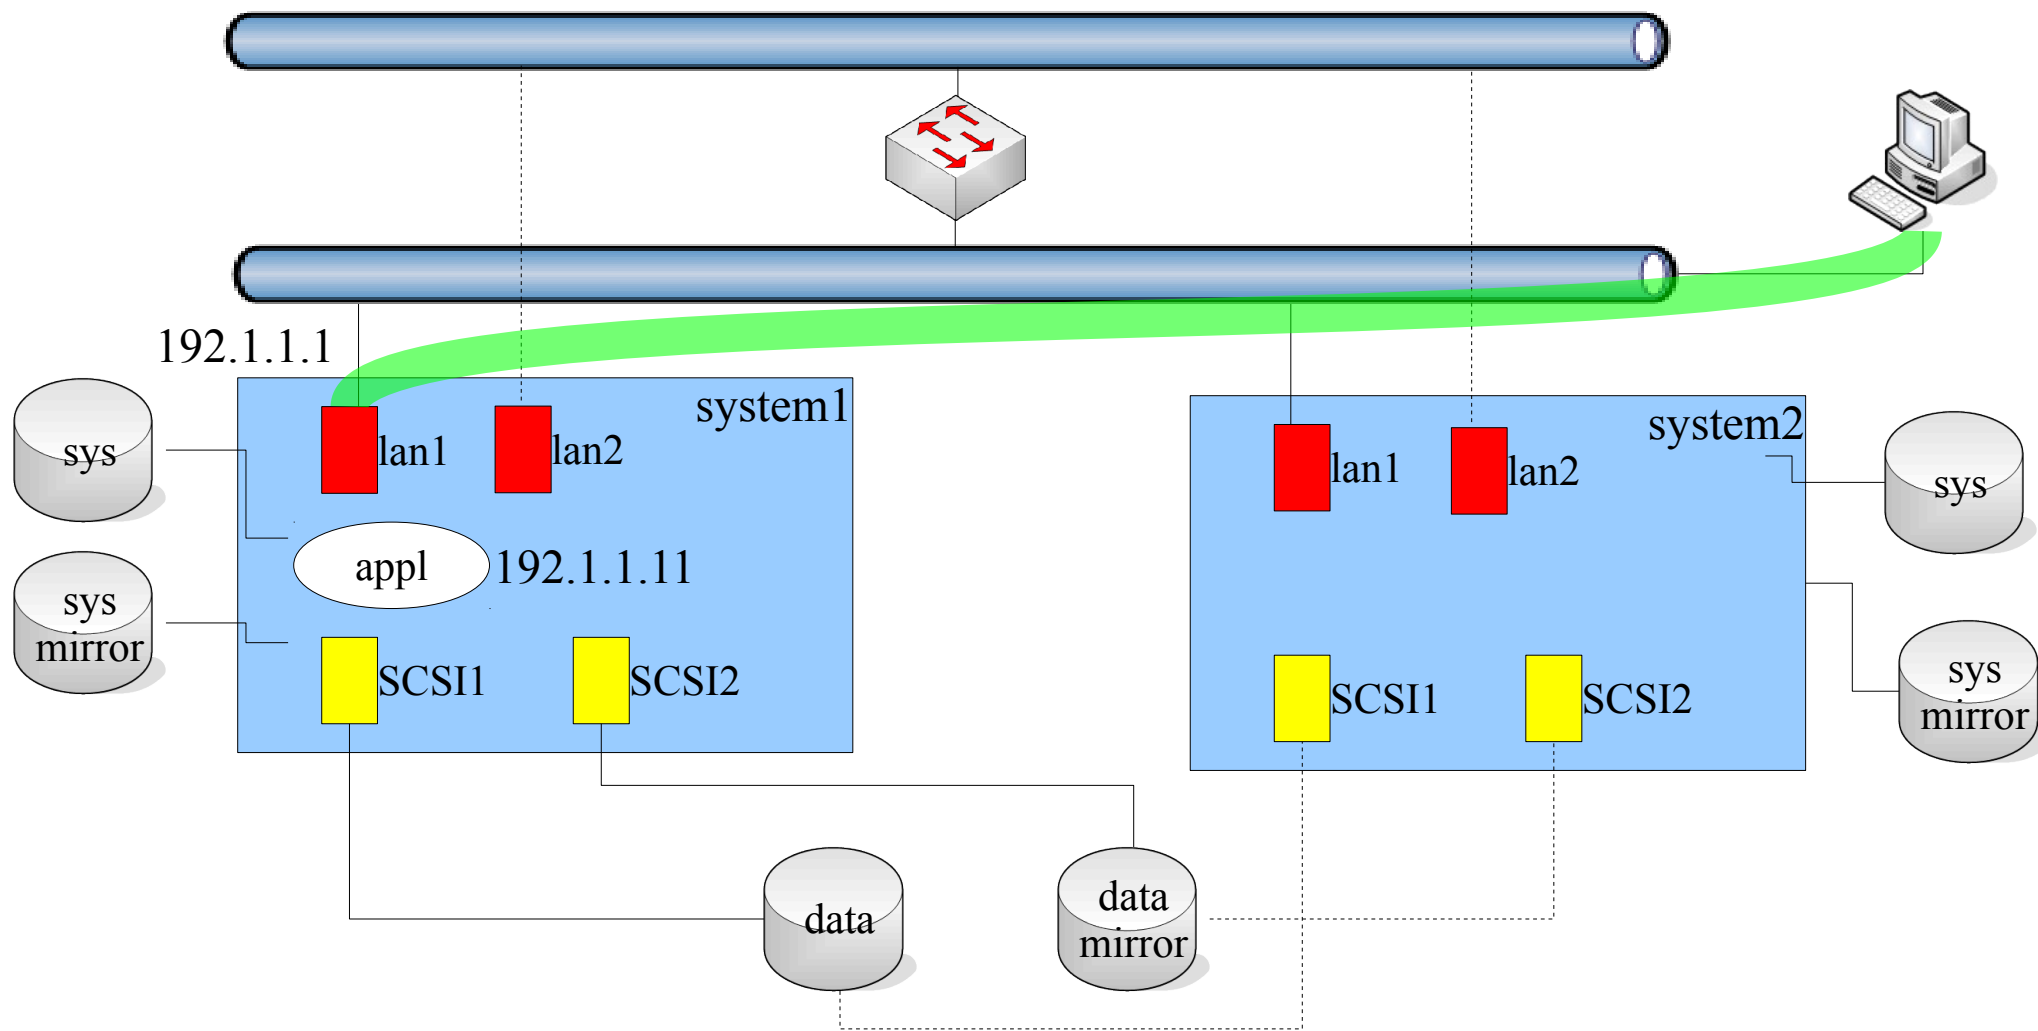 192.1.1.1
system1
system2
sys
lan1
lan2
lan1
lan2
sys
appl
192.1.1.11
sys
mirror
SCSI1
SCSI2
SCSI1
SCSI2
sys
mirror
data
data
mirror